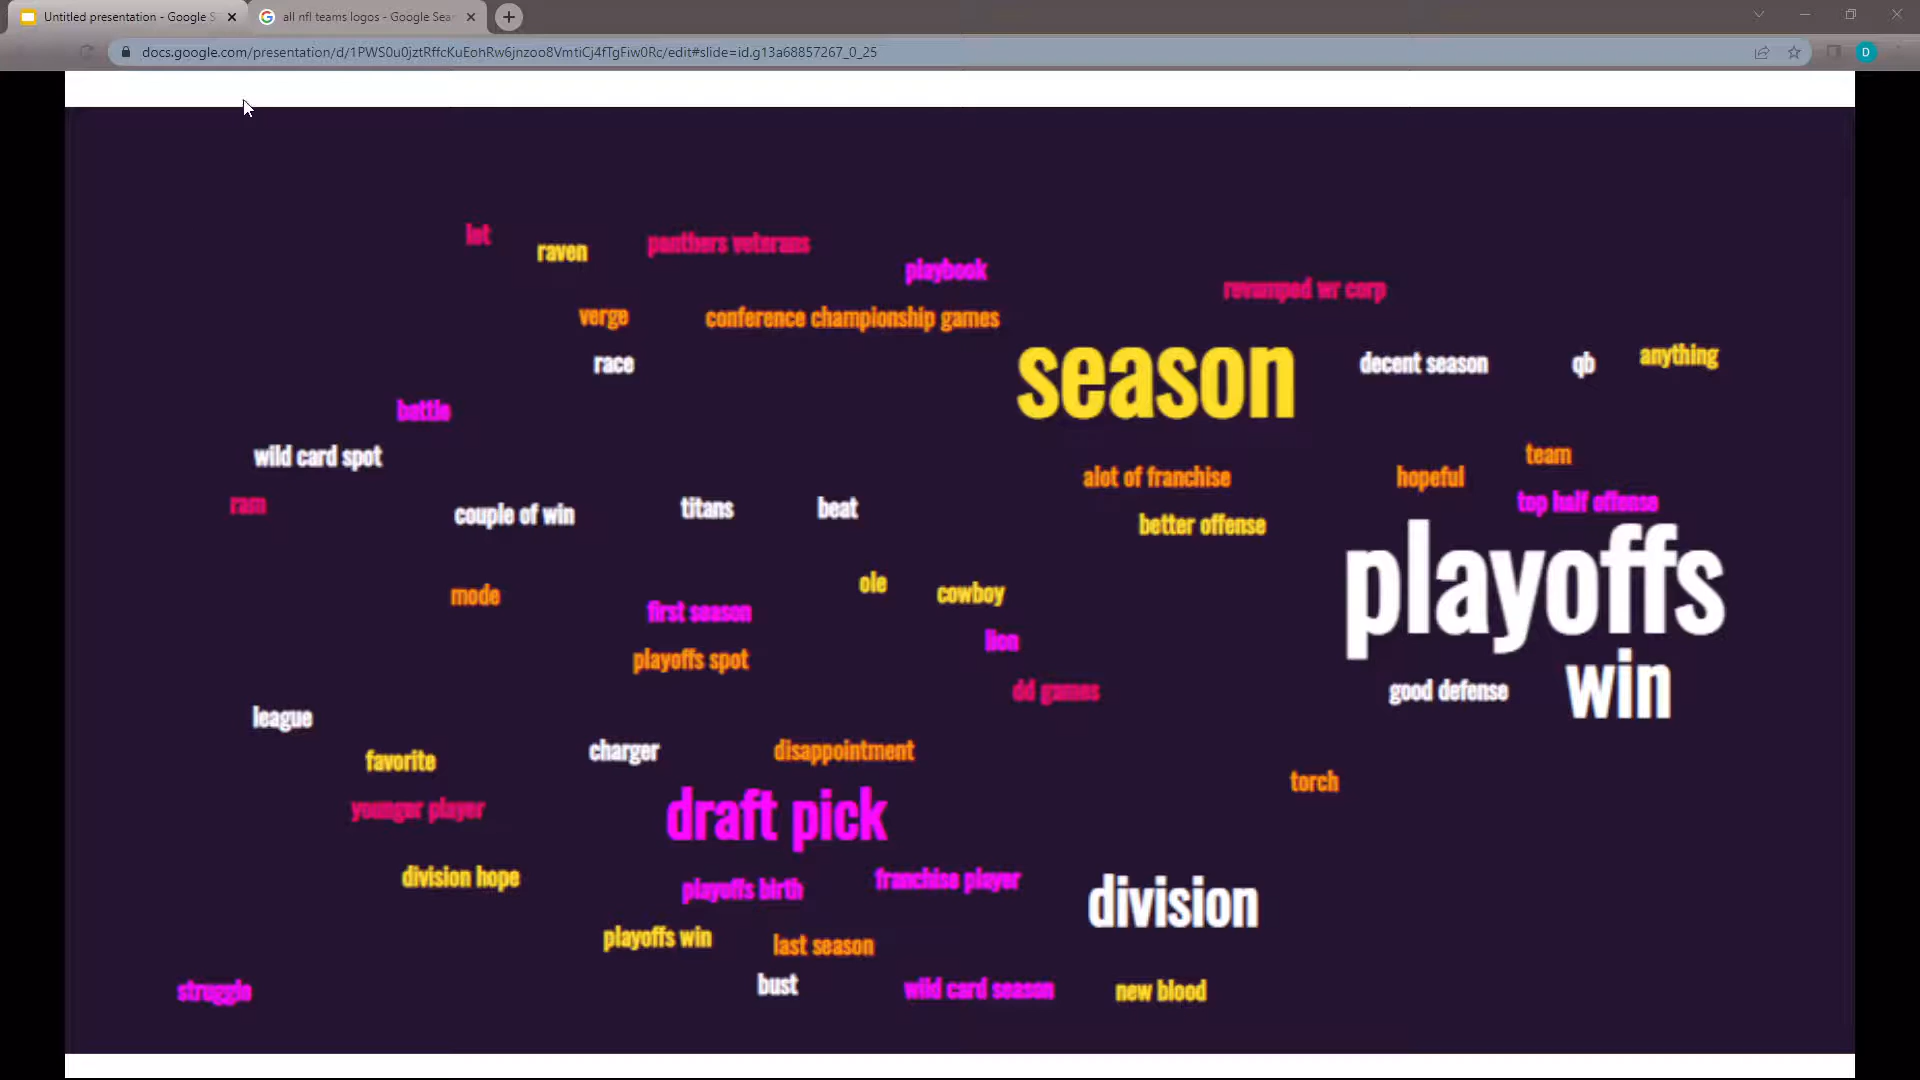 Untitled presentation - Google S
all nfl teams logos - Google Sea
docs.google.com/presentation/d/1PWS0u0jztRffcKuEohRw6jnzoo8VmtiCj4fTgFiw0Rc/edit#slide=id.g13a68857267_0_25
D
lot
raven
panthers veterans
playbook
revamped wr corp
verge
conference championship games
race
season
decent season
qb
anything
battle
wild card spot
team
alot of franchise
hopeful
ram
couple of win
titans
beat
top half offense
better offense
playoffs
mode
first season
ole
cowboy
lion
playoffs spot
dd games
good defense
win
league
favorite
charger
disappointment
torch
younger player
draft pick
division hope
playoffs birth
franchise player
division
playoffs win
last season
struggle
bust
wild card season
new blood